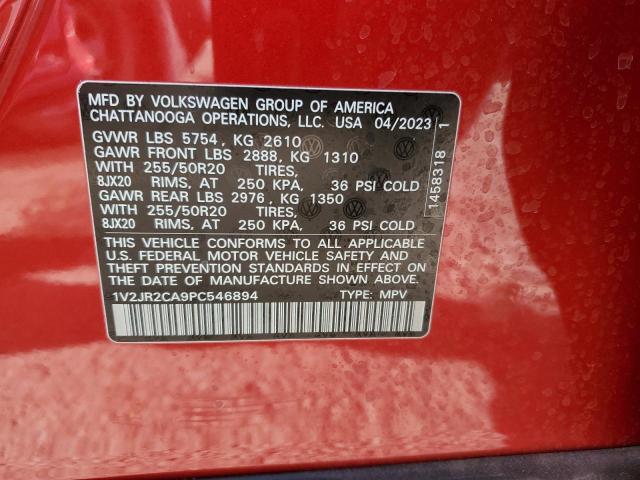 MFD BY VOLKSWAGEN GROUP OF AMERICA
CHATTANOOGA OPERATIONS, LLC. USA 04/2023
GVWR LBS 5754, KG 2610
GAWR FRONT LBS 2888, KG 1310
WITH 255/50R20 TIRES,
8JX20 RIMS, AT 250 KPA, 36 PSI COLD
GAWR REAR LBS 2976, KG 1350
WITH 255/50R20 TIRES,
8JX20 RIMS, AT 250 KPA, 36 PSI COLD
THIS VEHICLE CONFORMS TO ALL APPLICABLE
U.S. FEDERAL MOTOR VEHICLE SAFETY AND
THEFT PREVENTION STANDARDS IN EFFECT ON
THE DATE OF MANUFACTURE SHOWN ABOVE.
1V2JR2CA9PC546894 TYPE: MPV
1458318 1